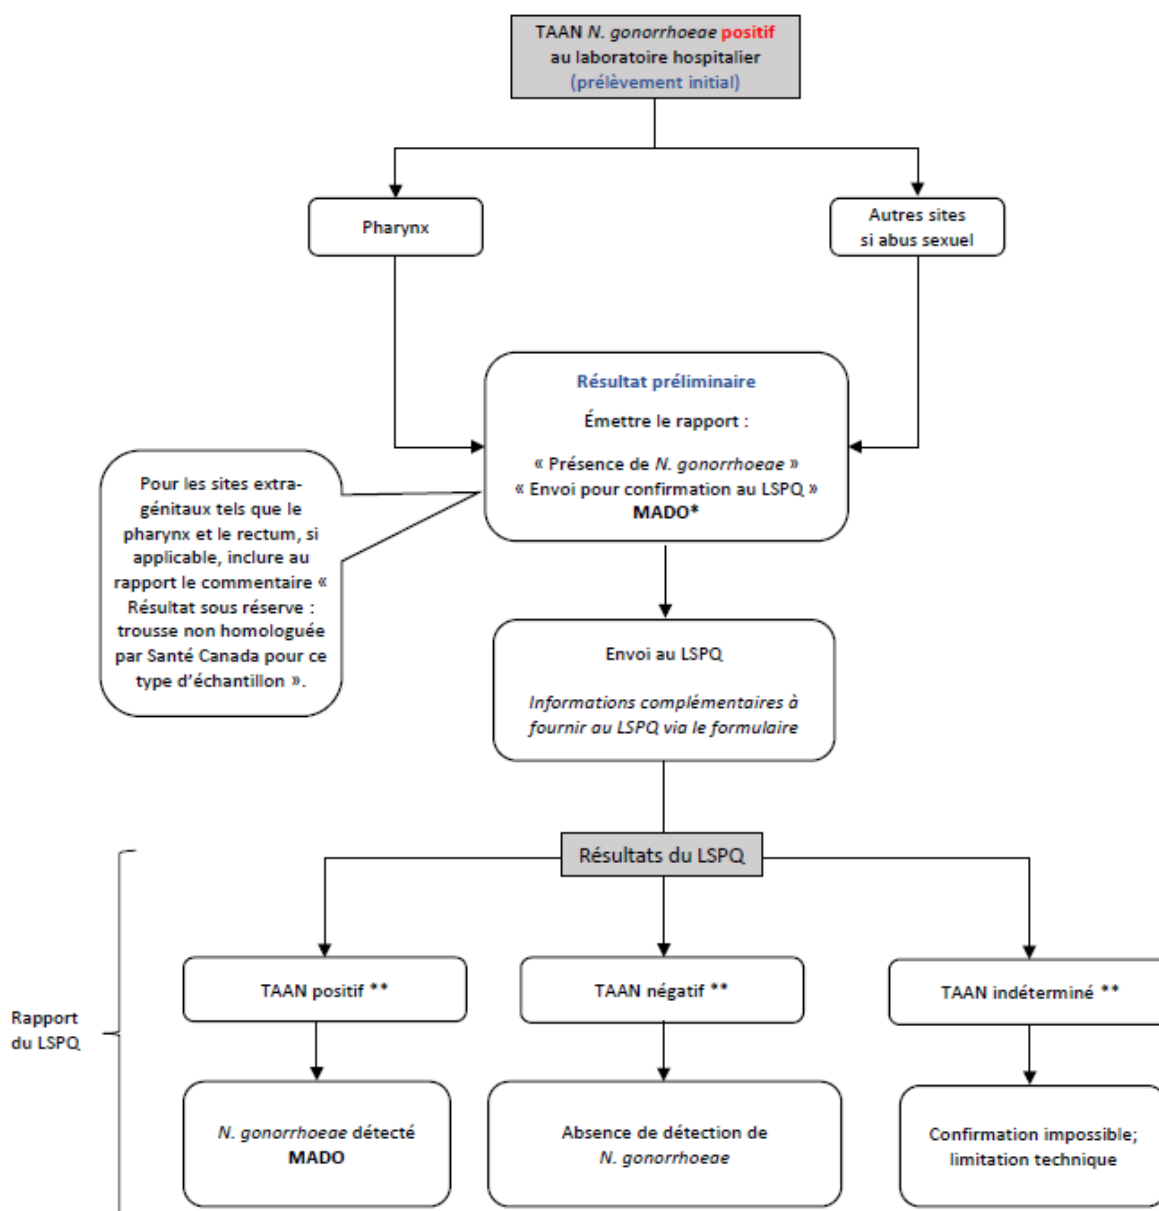 TAAN N. gonorrhoeae positif
au laboratoire hospitalier
(prélèvement initial)
Pharynx
Autres sites
si abus sexuel
Résultat préliminaire
Émettre le rapport :
« Présence de N. gonorrhoeae »
« Envoi pour confirmation au LSPQ »
MADO*
Pour les sites extra-
génitaux tels que le
pharynx et le rectum, si
applicable, inclure au
rapport le commentaire «
Résultat sous réserve :
trousse non homologuée
par Santé Canada pour ce
type d’échantillon ».
Envoi au LSPQ
Informations complémentaires à
fournir au LSPQ via le formulaire
Résultats du LSPQ
Rapport
du LSPQ
TAAN positif **
TAAN négatif **
TAAN indéterminé **
N. gonorrhoeae détecté
MADO
Absence de détection de
N. gonorrhoeae
Confirmation impossible;
limitation technique